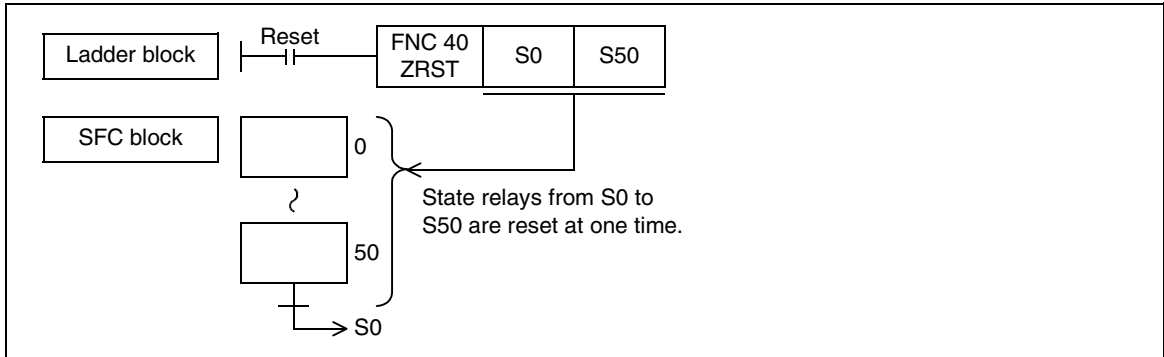 Ladder block
Reset
FNC 40
ZRST
S0
S50
SFC block
0
State relays from S0 to
S50 are reset at one time.
50
S0